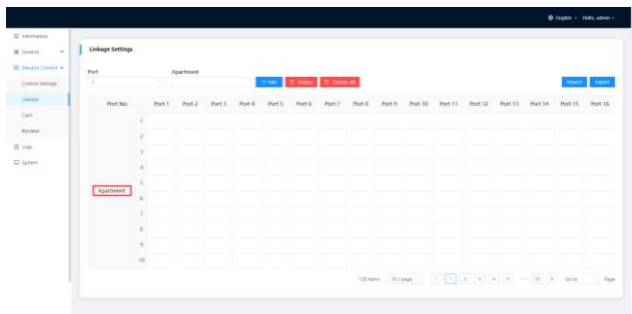 English Hello, admin
Information
General
Elevator Control
Control Settings
Linkage
Card
Blocked
Logs
System
Linkage Settings
Port Apartment
1 Add Delete Delete All Import Export
Port No. Port 1 Port 2 Port 3 Port 4 Port 5 Port 6 Port 7 Port 8 Port 9 Port 10 Port 11 Port 12 Port 13 Port 14 Port 15 Port 16
1
2
3
4
5
Apartment
6
7
8
9
10
10 / page 1 2 3 4 5 Go to Page